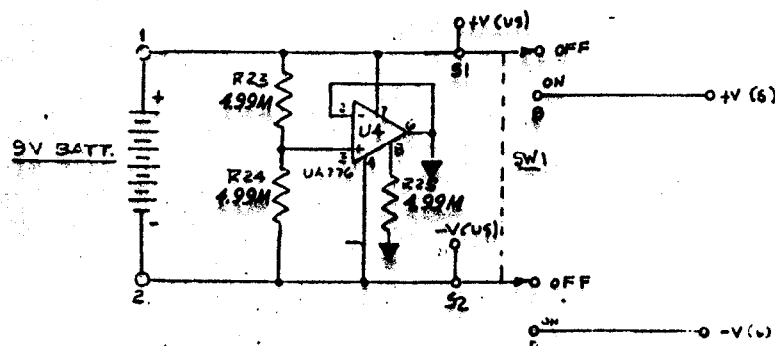 +V(US)
1
OFF
S1
R23
4.99M
ON
+V(S)
+
2
-
7
U4
6
8
9V BATT.
+
3
4
UA776
SW1
R24
4.99M
R25
4.99M
-V(US)
-
2
OFF
S2
ON